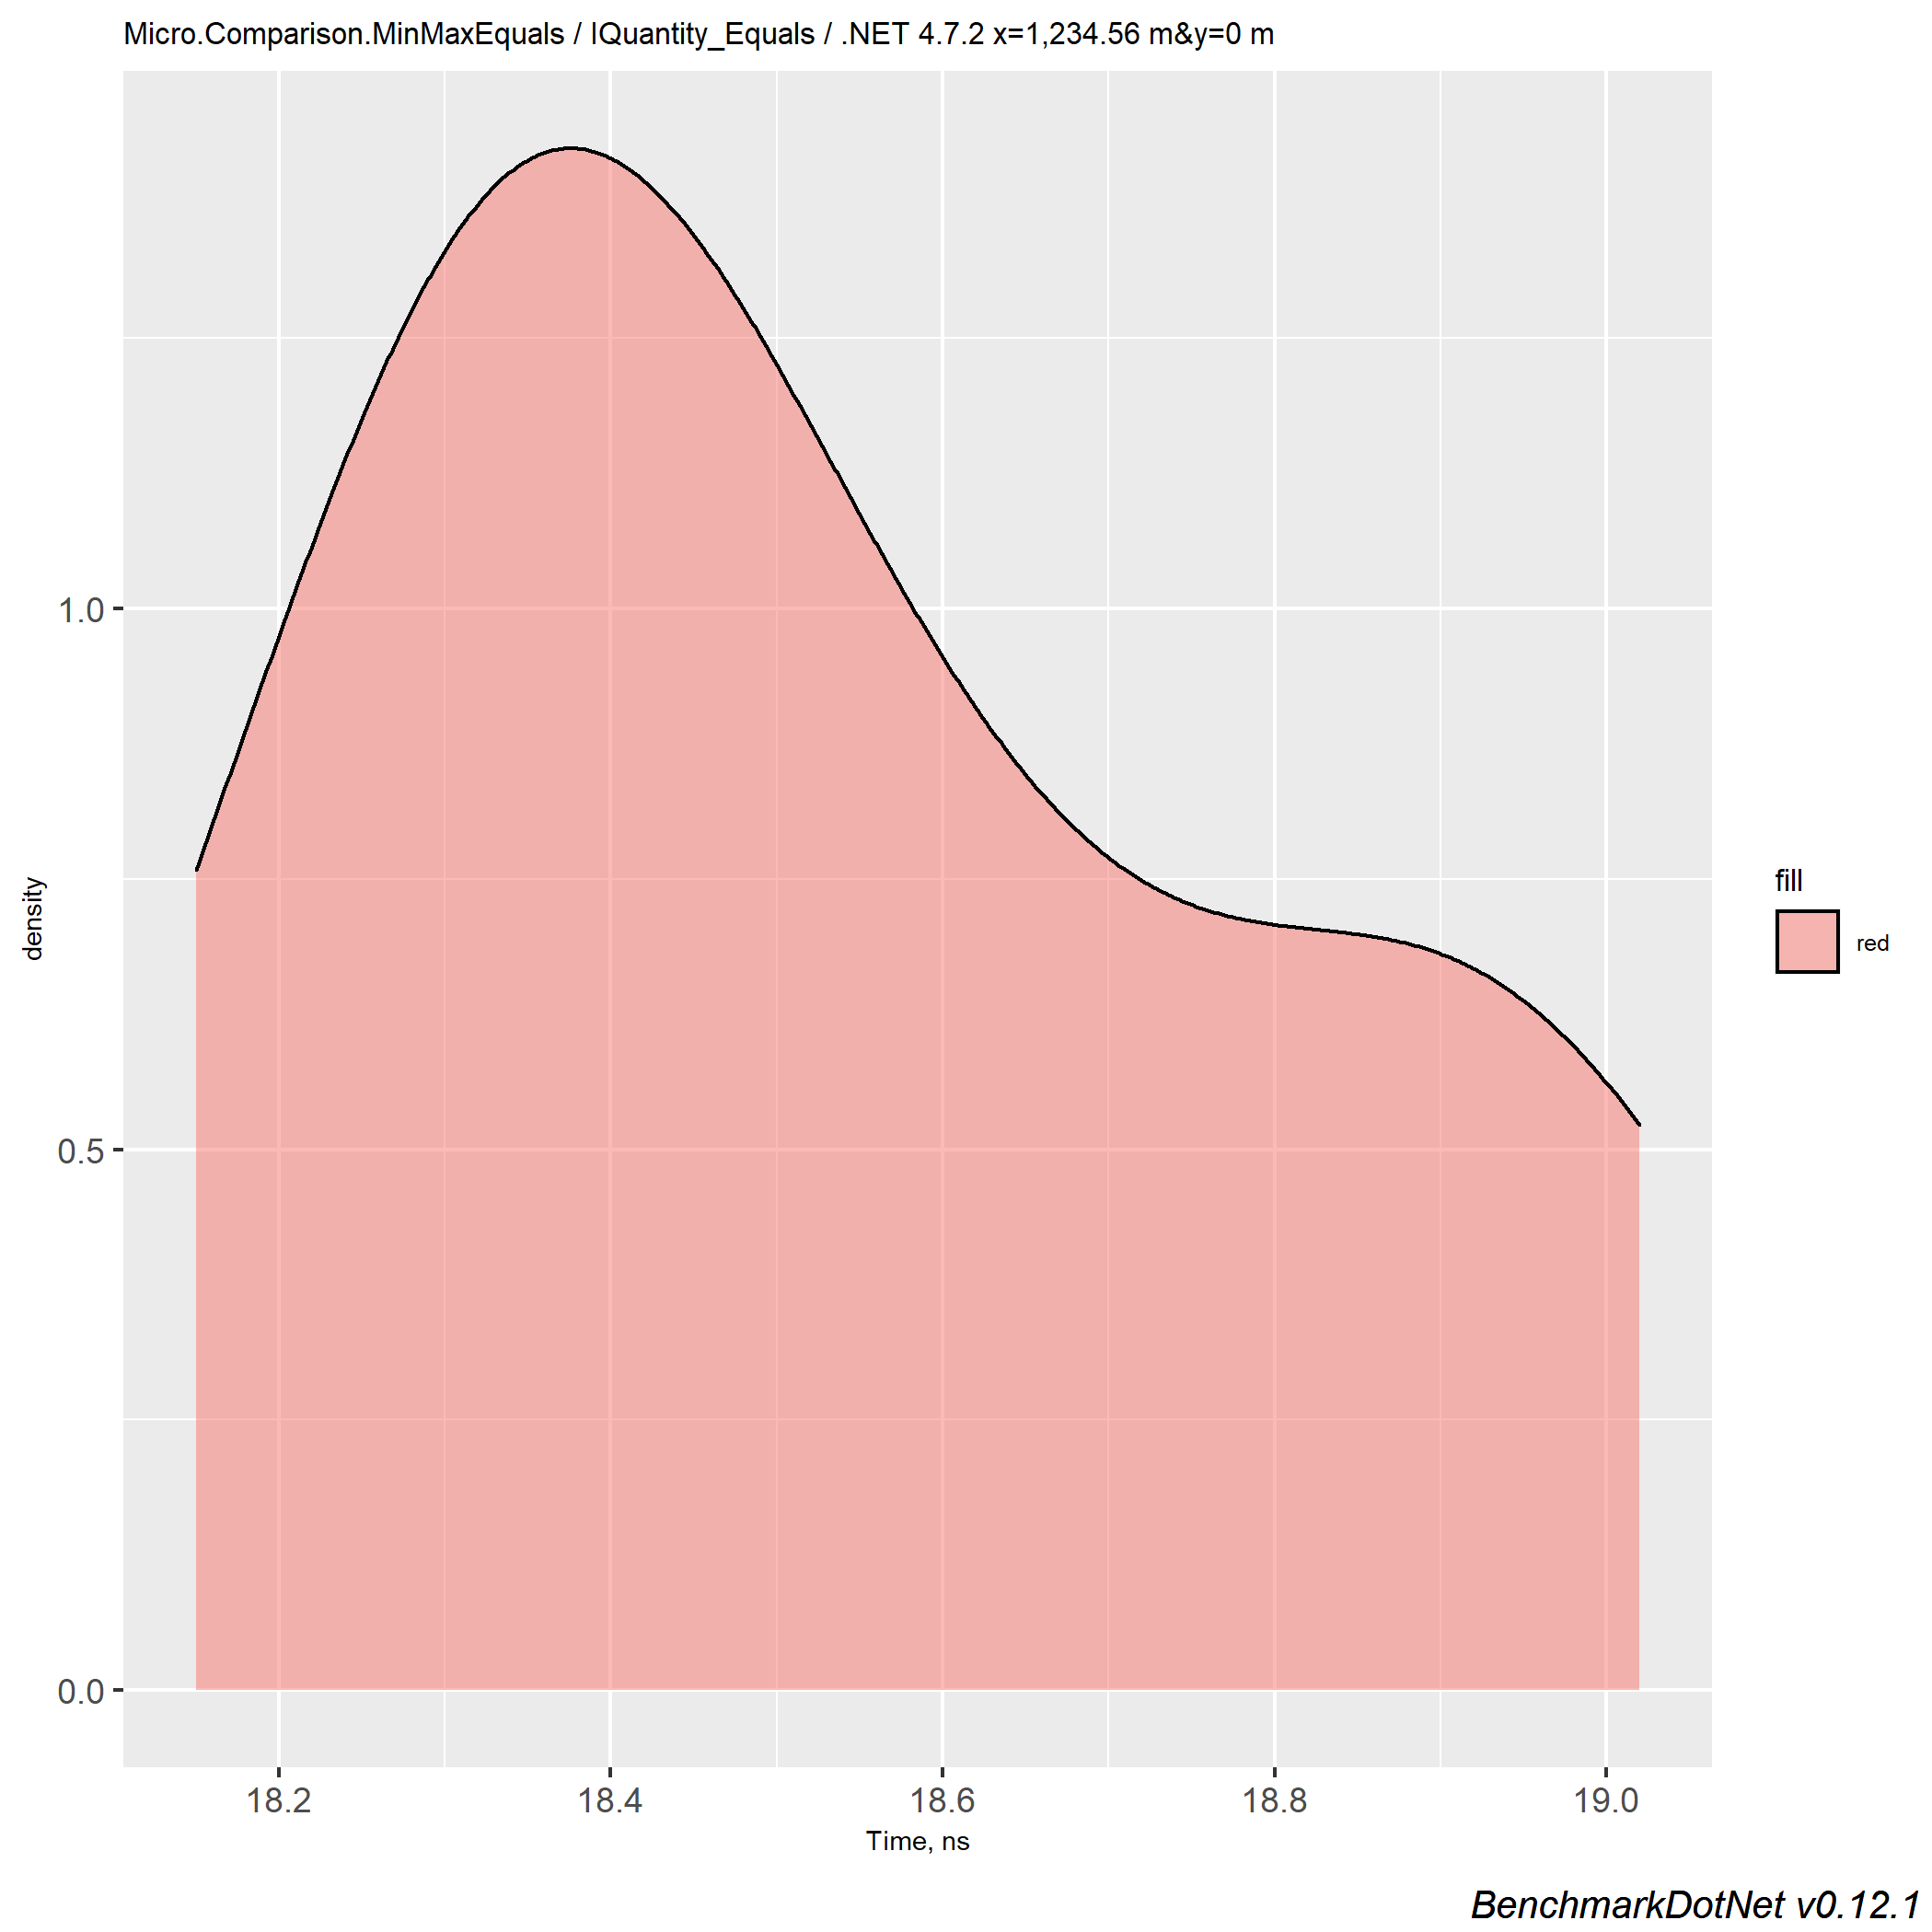 Micro.Comparison.MinMaxEquals / IQuantity_Equals / .NET 4.7.2 x=1,234.56 m&y=0 m
1.0
0.5
0.0
density
18.2 18.4 18.6 18.8 19.0
Time, ns
fill
red
BenchmarkDotNet v0.12.1